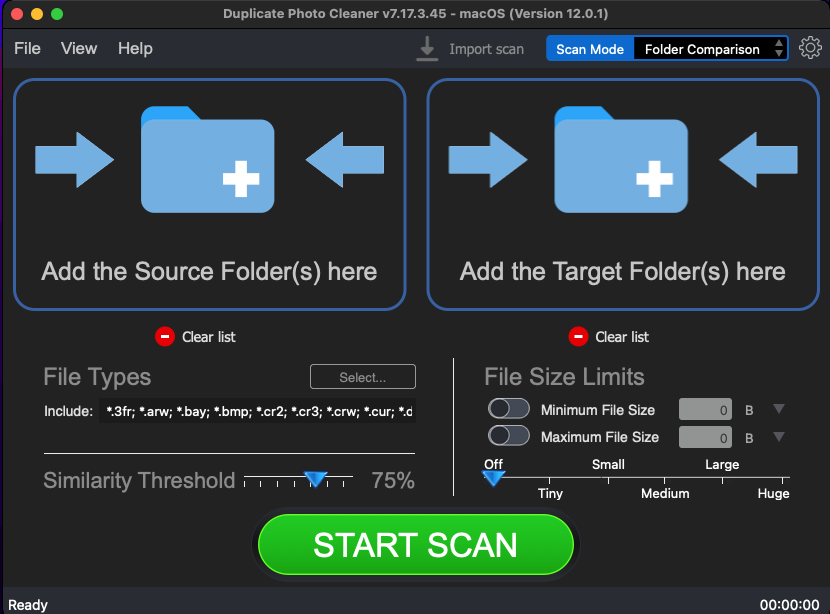 Duplicate Photo Cleaner v7.17.3.45 - macOS (Version 12.0.1)
File View Help Import scan Scan Mode Folder Comparison
Add the Source Folder(s) here Add the Target Folder(s) here
Clear list Clear list
File Types Select... File Size Limits
Include: *.3fr; *.arw; *.bay; *.bmp; *.cr2; *.cr3; *.crw; *.cur; *.d Minimum File Size 0 B
Maximum File Size 0 B
Off Small Large
Similarity Threshold 75%
Tiny Medium Huge
START SCAN
Ready 00:00:00